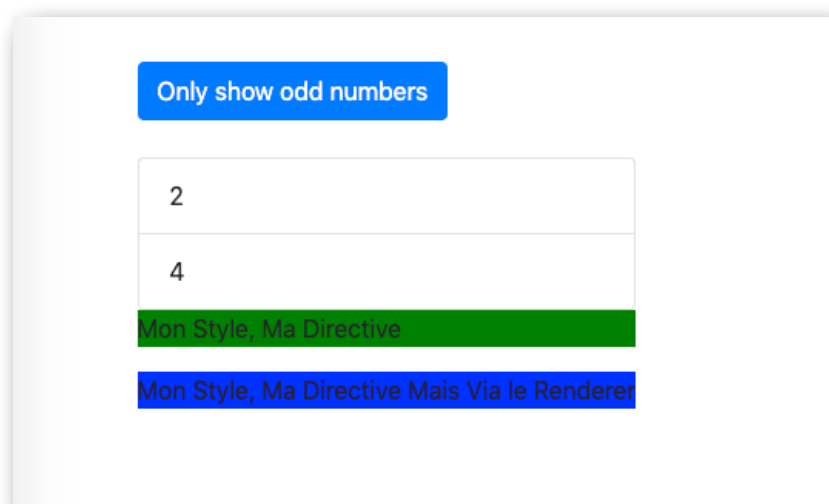 Only show odd numbers
2
4
Mon Style, Ma Directive
Mon Style, Ma Directive Mais Via le Renderer